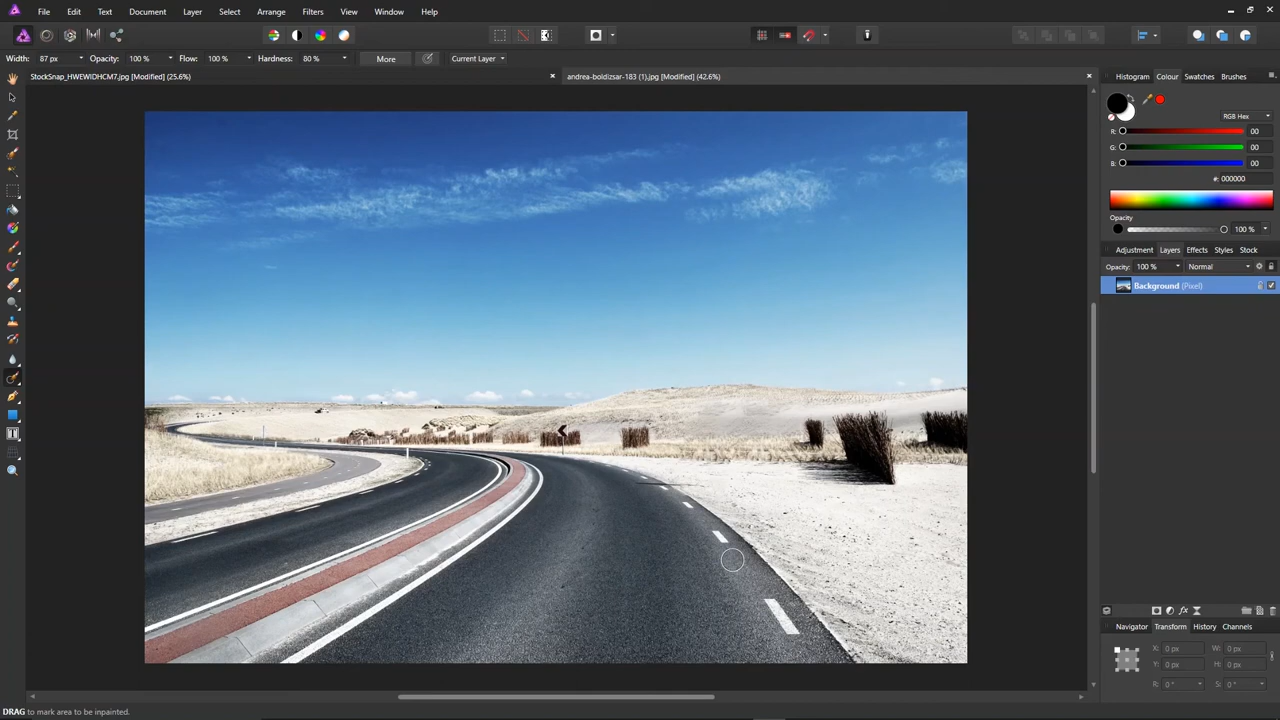 File Edit Text Document Layer Select Arrange Filters View Window Help
Width: 87 px Opacity: 100 % Flow: 100 % Hardness: 80 % More Current Layer
StockSnap_HWEWIDHCM7.jpg [Modified] (25.6%)
andrea-boldizsar-183 (1).jpg [Modified] (42.6%)
Histogram Colour Swatches Brushes
RGB Hex
R: 00
G: 00
B: 00
#: 000000
Opacity
100 %
Adjustment Layers Effects Styles Stock
Opacity: 100 % Normal
Background (Pixel)
Navigator Transform History Channels
X: 0 px W: 0 px
Y: 0 px H: 0 px
R: 0 ° S: 0 °
DRAG to mark area to be inpainted.